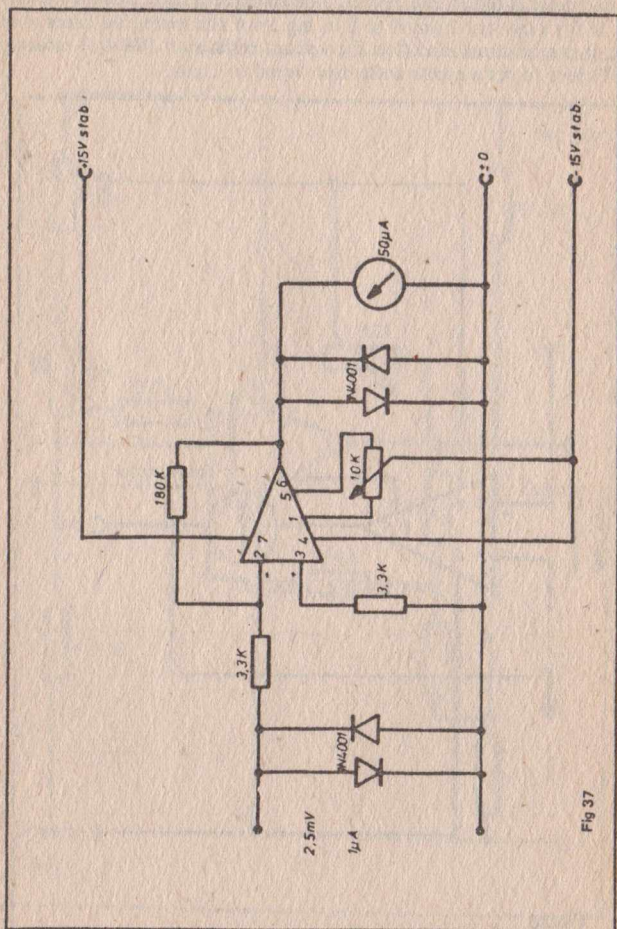 +15V stab.
± 0
- 15V stab.
50µA
1N4001
180K
10K
2
7
6
5
1
3
4
3,3K
3,3K
1N4001
2,5mV
1µA
Fig 37